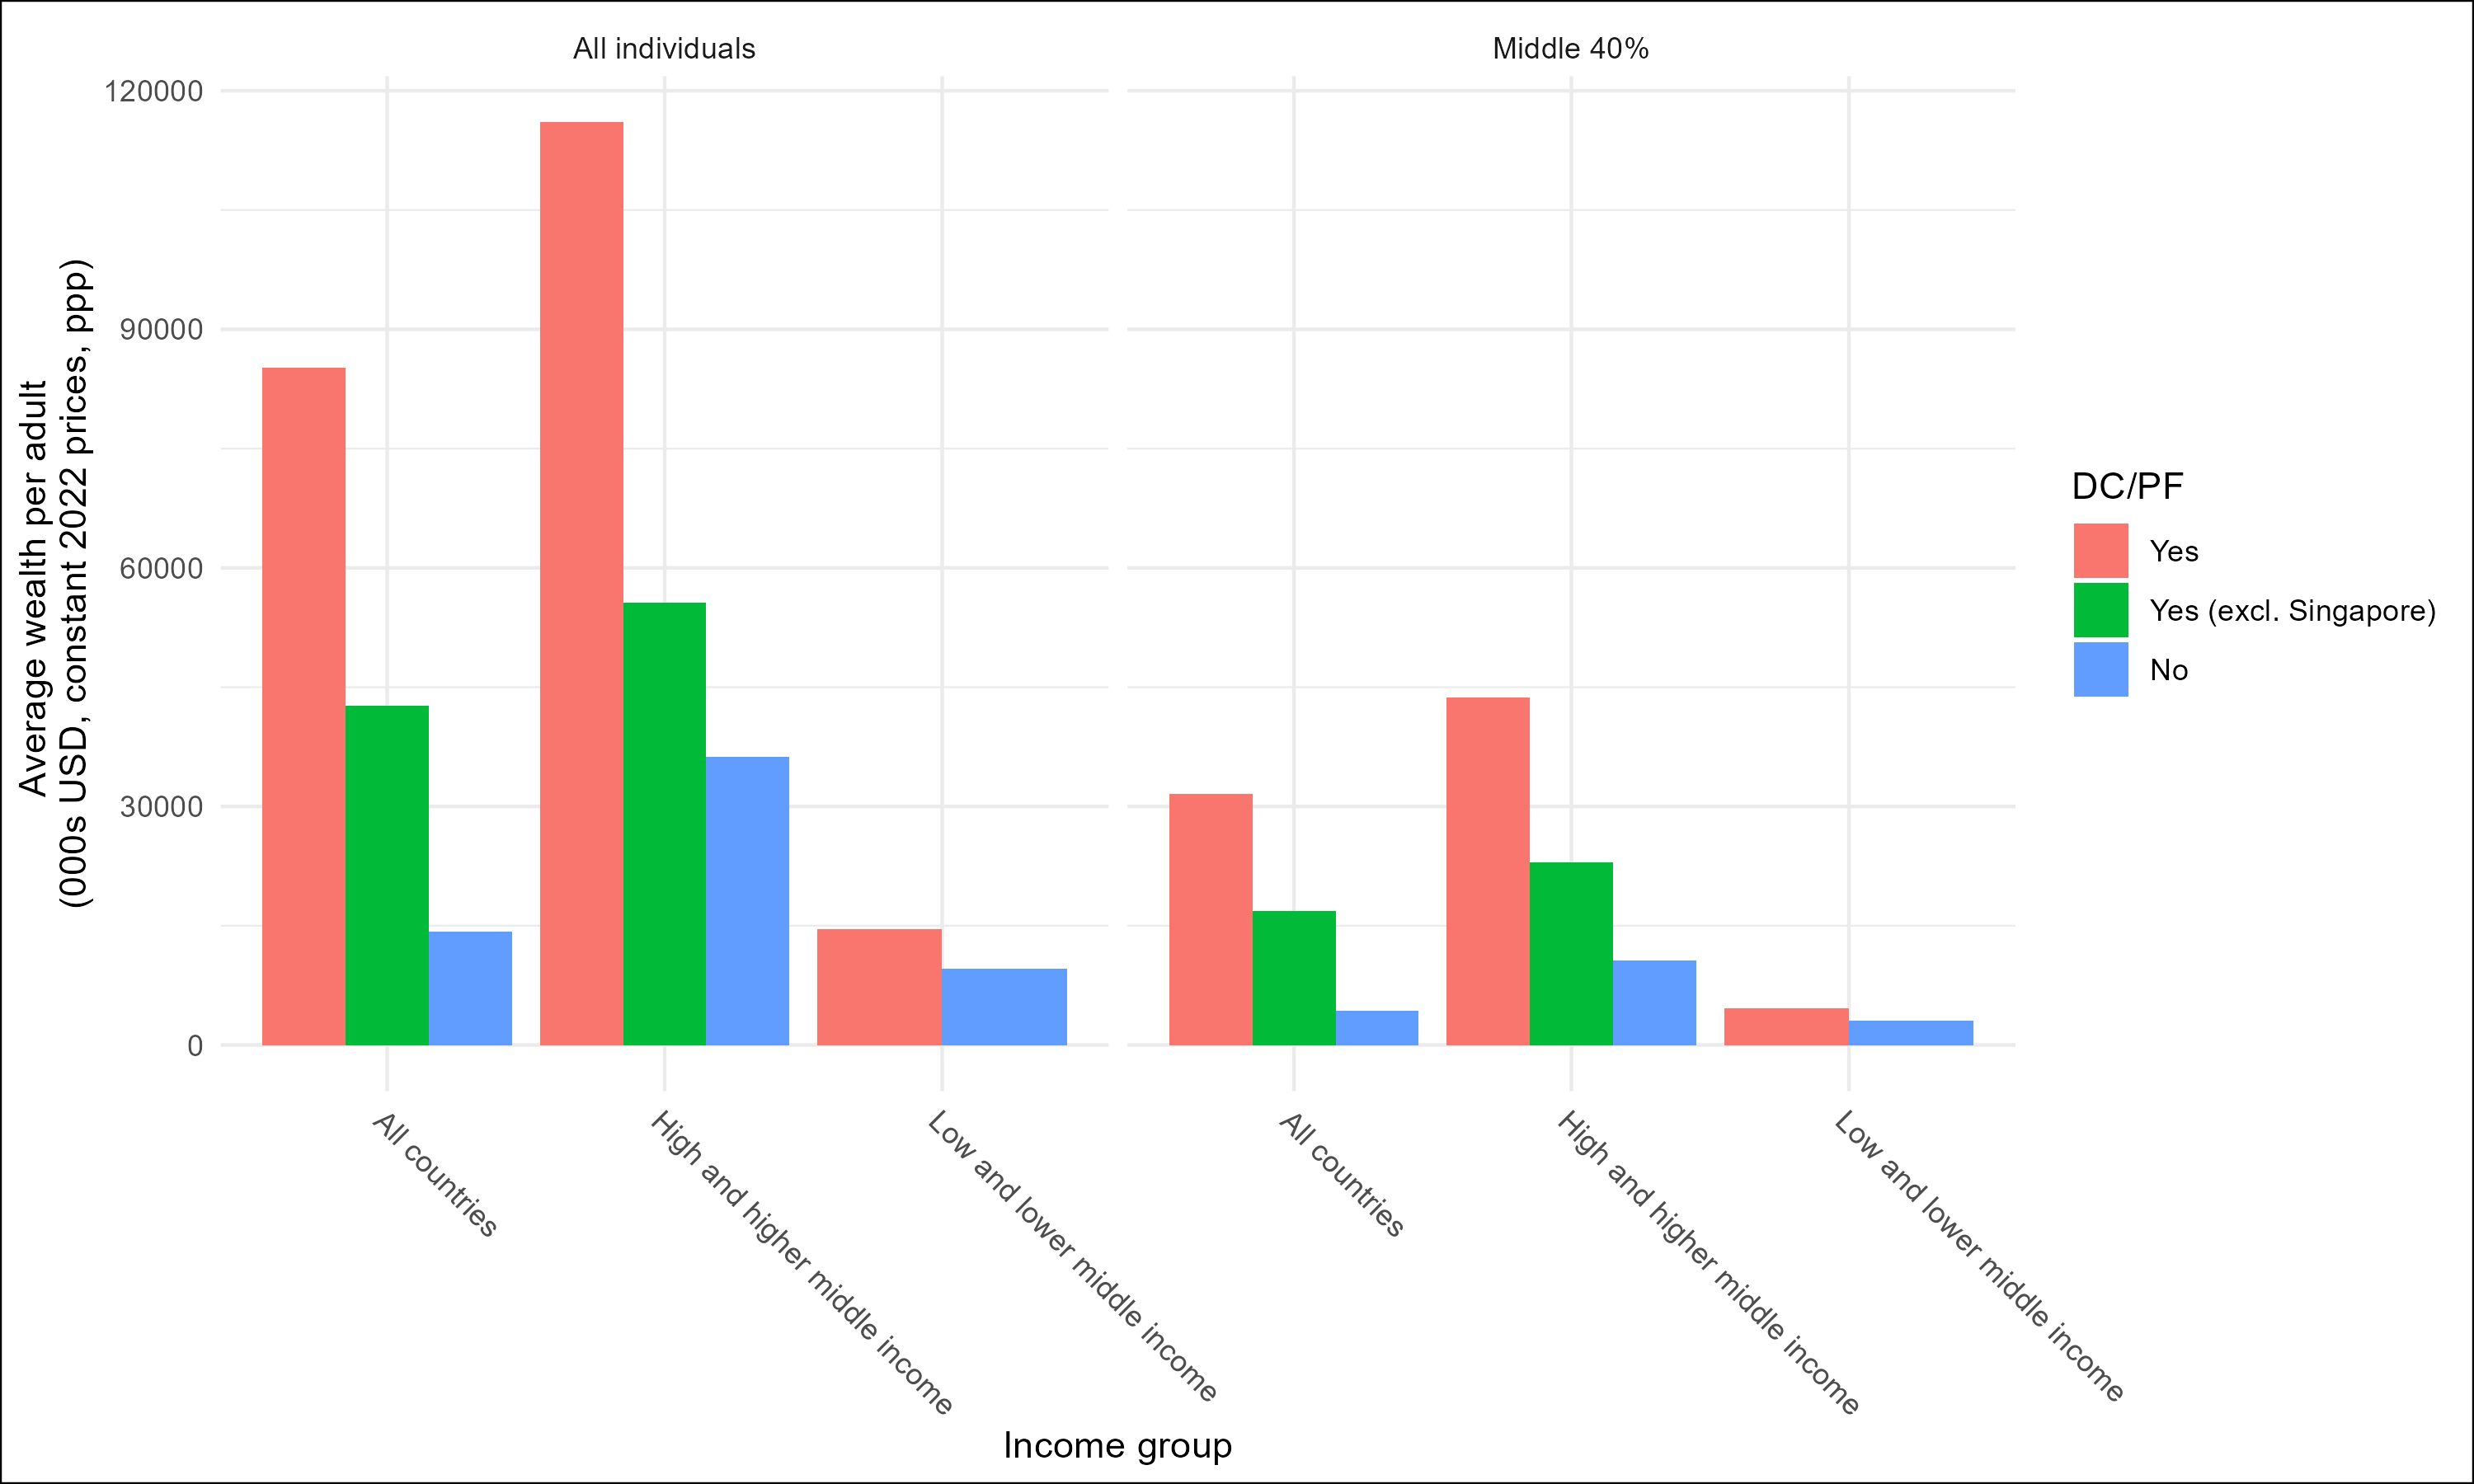 All individuals
Middle 40%
Average wealth per adult
(000s USD, constant 2022 prices, ppp)
120000
90000
60000
30000
0
DC/PF
Yes
Yes (excl. Singapore)
No
All countries
High and higher middle income
Low and lower middle income
All countries
High and higher middle income
Low and lower middle income
Income group